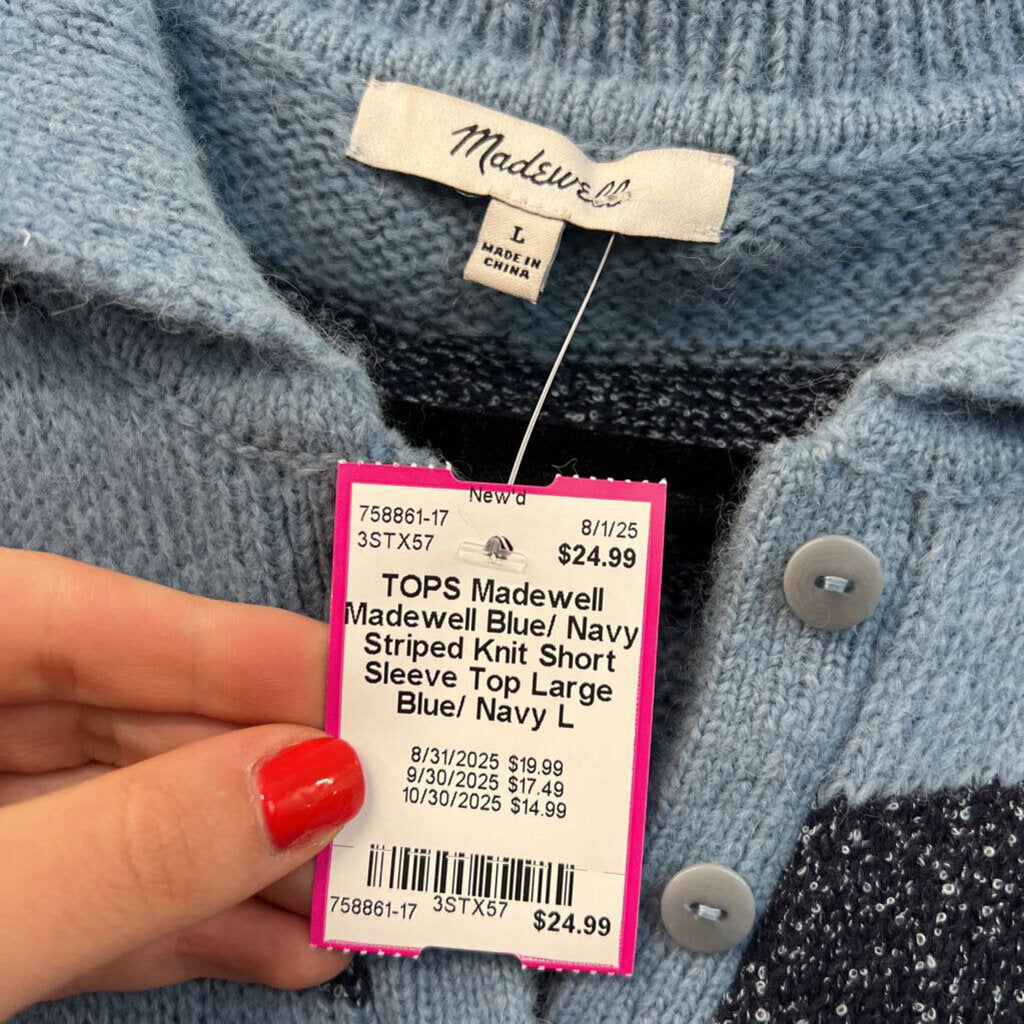 Madewell
L
MADE IN
CHINA
New'd
758861-17 8/1/25
3STX57 $24.99
TOPS Madewell
Madewell Blue/ Navy
Striped Knit Short
Sleeve Top Large
Blue/ Navy L
8/31/2025 $19.99
9/30/2025 $17.49
10/30/2025 $14.99
758861-17 3STX57 $24.99